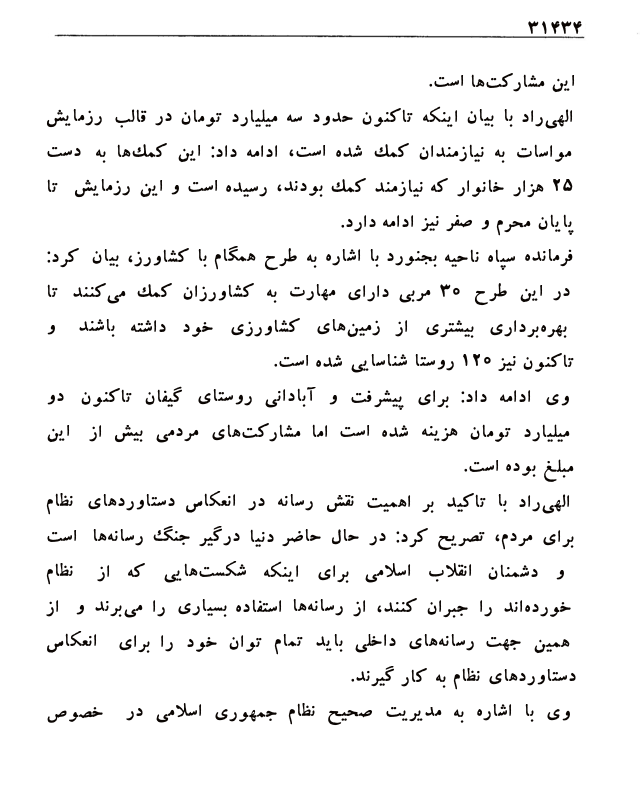 ۳۱۴۳۴
این مشارکت‌ها است.
الهی‌راد با بیان اینکه تاکنون حدود سه میلیارد تومان در قالب رزمایش
مواسات به نیازمندان کمك شده است، ادامه داد: این کمك‌ها به دست
۲۵ هزار خانوار که نیازمند کمك بودند، رسیده است و این رزمایش تا
پایان محرم و صفر نیز ادامه دارد.
فرمانده سپاه ناحیه بجنورد با اشاره به طرح همگام با کشاورز، بیان کرد:
در این طرح ۳۰ مربی دارای مهارت به کشاورزان کمك می‌کنند تا
بهره‌برداری بیشتری از زمین‌های کشاورزی خود داشته باشند و
تاکنون نیز ۱۲۰ روستا شناسایی شده است.
وی ادامه داد: برای پیشرفت و آبادانی روستای گیفان تاکنون دو
میلیارد تومان هزینه شده است اما مشارکت‌های مردمی بیش از این
مبلغ بوده است.
الهی‌راد با تاکید بر اهمیت نقش رسانه در انعکاس دستاوردهای نظام
برای مردم، تصریح کرد: در حال حاضر دنیا درگیر جنگ رسانه‌ها است
و دشمنان انقلاب اسلامی برای اینکه شکست‌هایی که از نظام
خورده‌اند را جبران کنند، از رسانه‌ها استفاده بسیاری را می‌برند و از
همین جهت رسانه‌های داخلی باید تمام توان خود را برای انعکاس
دستاوردهای نظام به کار گیرند.
وی با اشاره به مدیریت صحیح نظام جمهوری اسلامی در خصوص